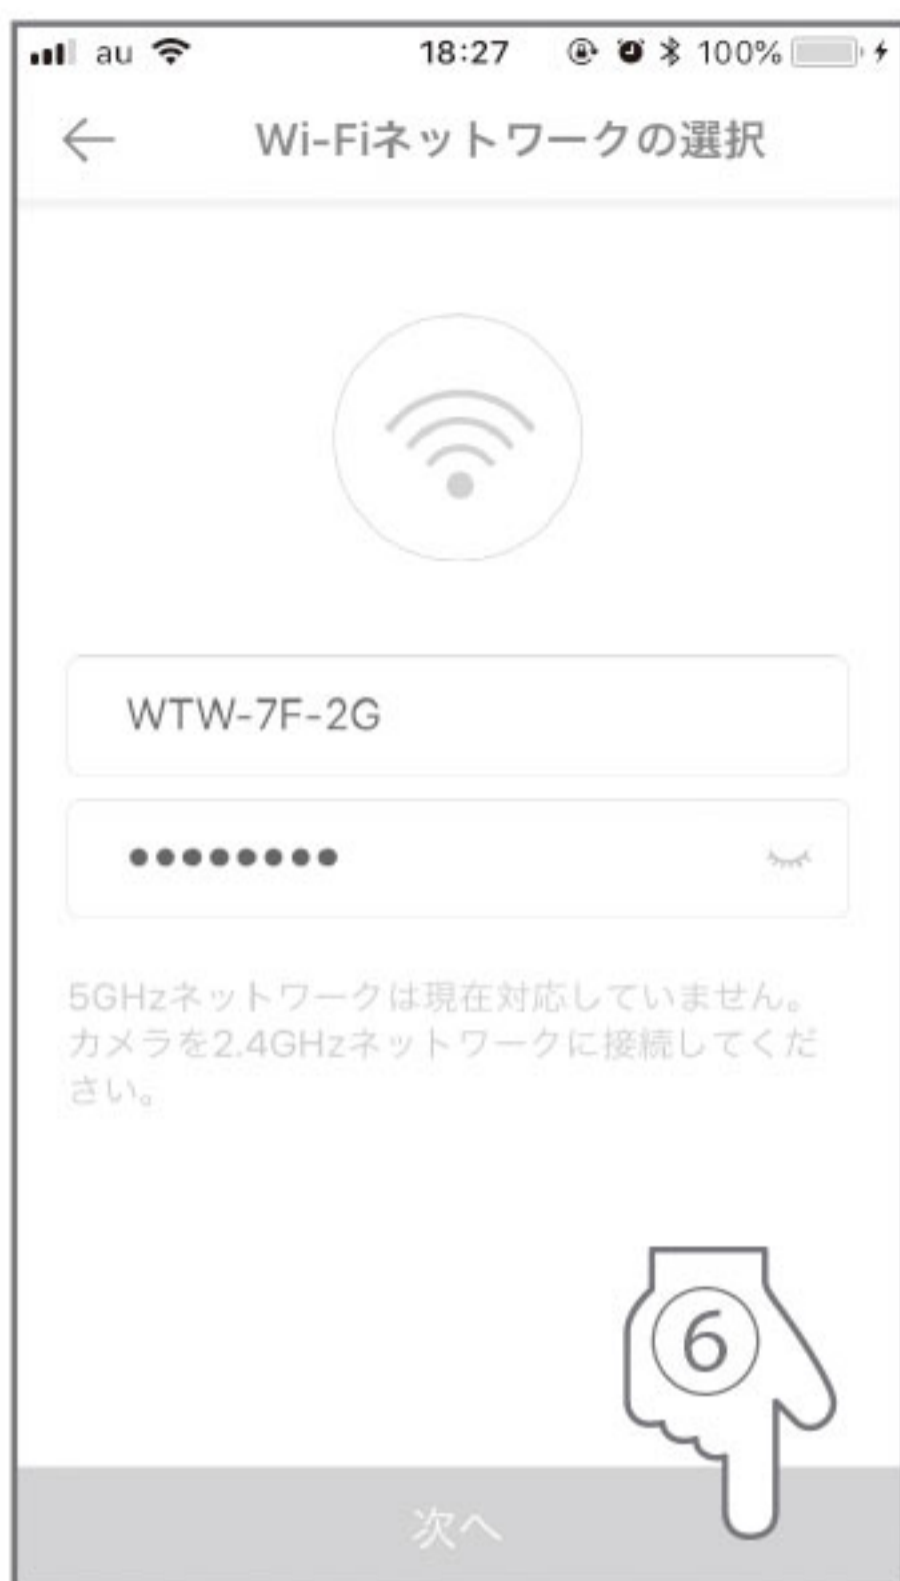 au 18:27 100%
Wi-Fiネットワークの選択
WTW-7F-2G
••••••••
5GHzネットワークは現在対応していません。
カメラを2.4GHzネットワークに接続してくだ
さい。
⑥
次へ